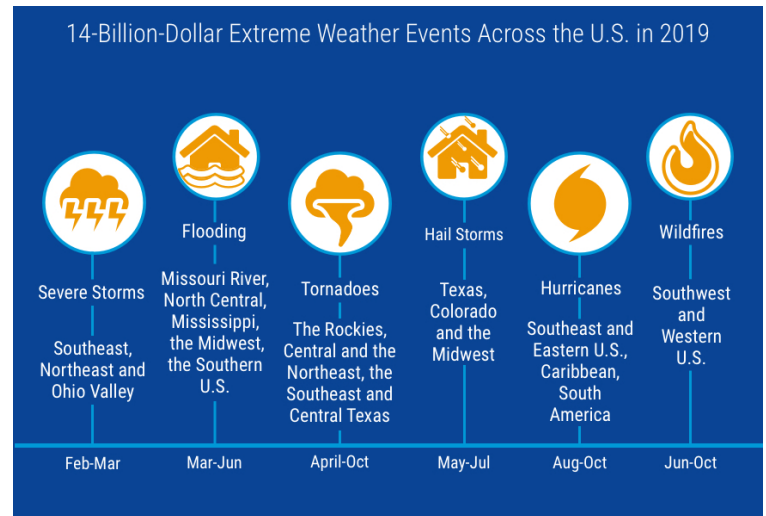 14-Billion-Dollar Extreme Weather Events Across the U.S. in 2019
Severe Storms
Southeast,
Northeast and
Ohio Valley
Feb-Mar
Flooding
Missouri River,
North Central,
Mississippi,
the Midwest,
the Southern
U.S.
Mar-Jun
Tornadoes
The Rockies,
Central and the
Northeast, the
Southeast and
Central Texas
April-Oct
Hail Storms
Texas,
Colorado
and the
Midwest
May-Jul
Hurricanes
Southeast and
Eastern U.S.,
Caribbean,
South
America
Aug-Oct
Wildfires
Southwest
and
Western
U.S.
Jun-Oct